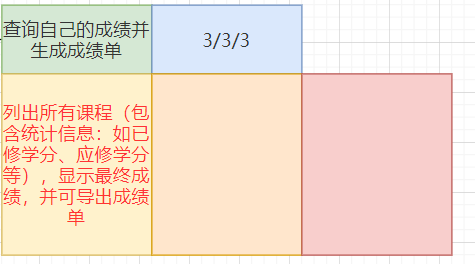 查询自己的成绩并
生成成绩单
3/3/3
列出所有课程（包
含统计信息：如已
修学分、应修学分
等），显示最终成
绩，并可导出成绩
单